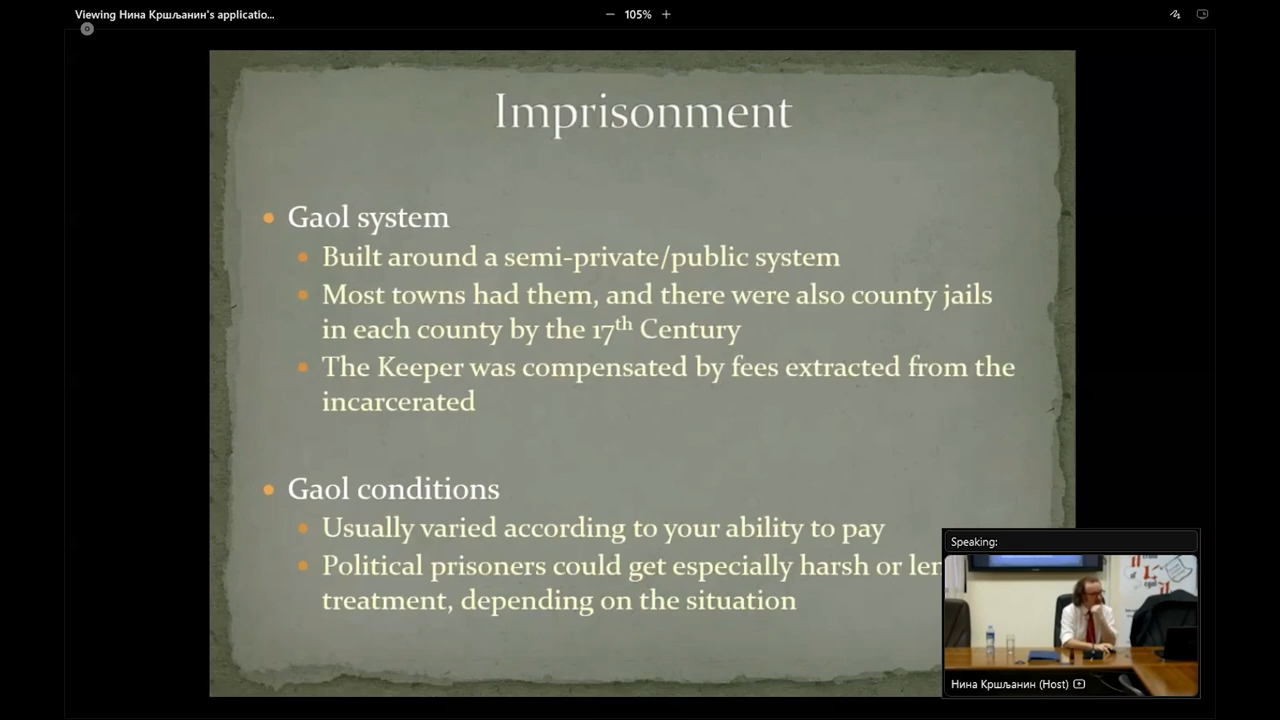 Viewing Нина Кршљанин's applicatio...
105%
Imprisonment
Gaol system
Built around a semi-private/public system
Most towns had them, and there were also county jails
in each county by the 17th Century
The Keeper was compensated by fees extracted from the
incarcerated
Gaol conditions
Usually varied according to your ability to pay
Political prisoners could get especially harsh or len
treatment, depending on the situation
Speaking:
Нина Кршљанин (Host)